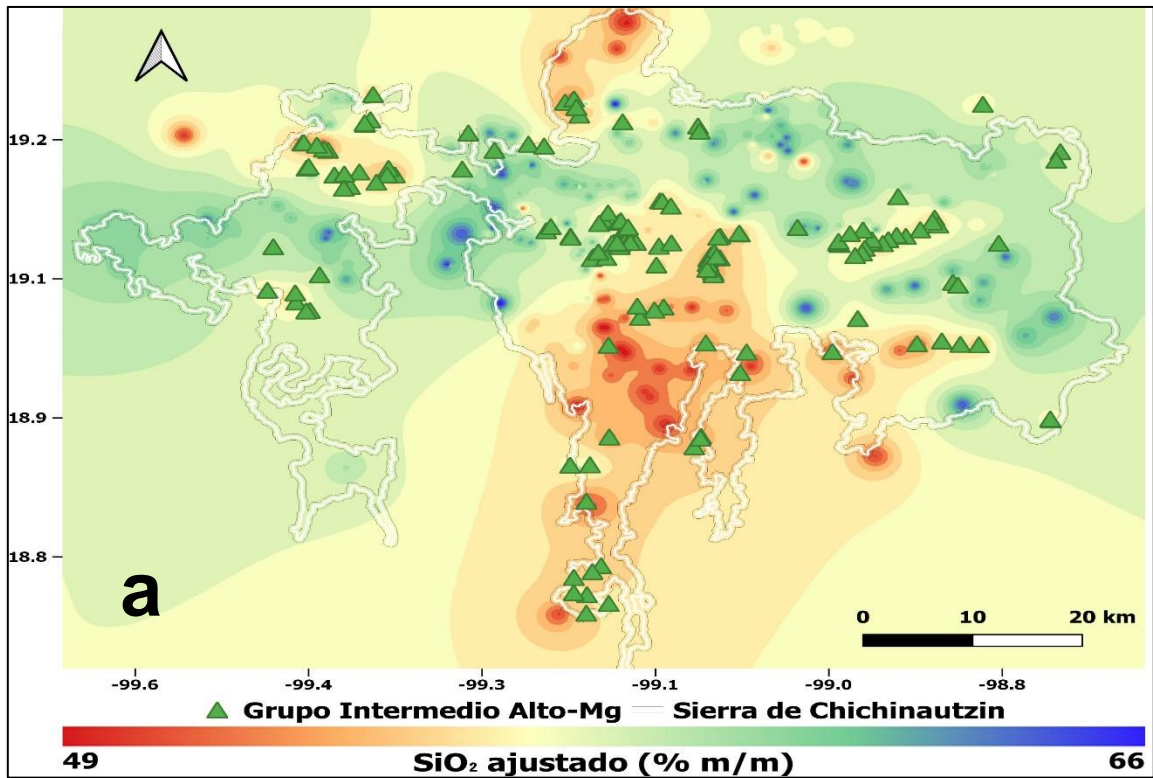 19.2
19.1
18.9
18.8
a
0 10 20 km
-99.6 -99.4 -99.3 -99.1 -99.0 -98.8
Grupo Intermedio Alto-Mg Sierra de Chichinautzin
49 SiO₂ ajustado (% m/m) 66